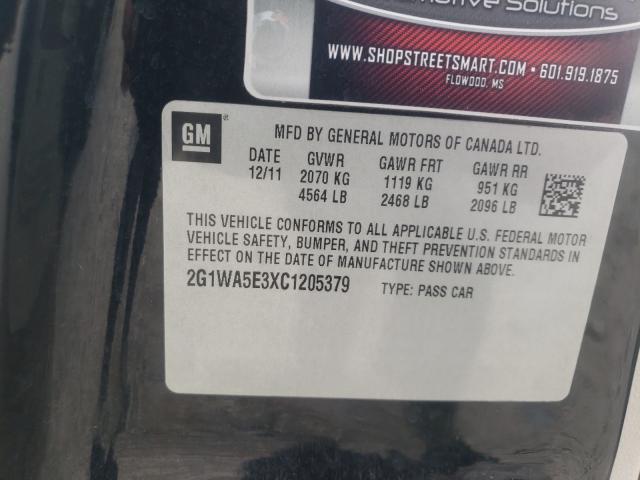 Solutions
WWW.SHOPSTREETSMART.COM • 601.919.1875
FLOWOOD, MS
GM®
MFD BY GENERAL MOTORS OF CANADA LTD.
DATE GVWR GAWR FRT GAWR RR
12/11 2070 KG 1119 KG 951 KG
4564 LB 2468 LB 2096 LB
THIS VEHICLE CONFORMS TO ALL APPLICABLE U.S. FEDERAL MOTOR
VEHICLE SAFETY, BUMPER, AND THEFT PREVENTION STANDARDS IN
EFFECT ON THE DATE OF MANUFACTURE SHOWN ABOVE.
2G1WA5E3XC1205379 TYPE: PASS CAR